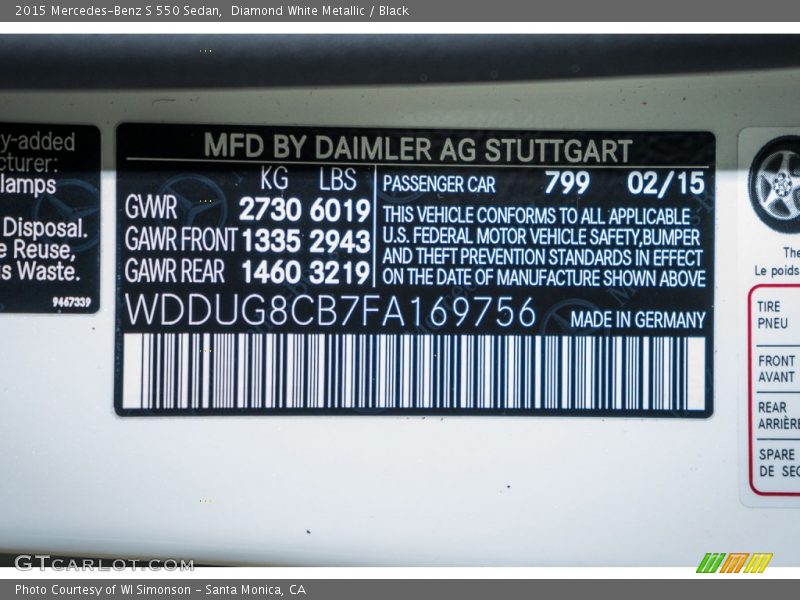 2015 Mercedes-Benz S 550 Sedan, Diamond White Metallic / Black
y-added
cturer:
lamps
Disposal.
e Reuse,
s Waste.
9467339
MFD BY DAIMLER AG STUTTGART
KG LBS
GVWR 2730 6019
GAWR FRONT 1335 2943
GAWR REAR 1460 3219
PASSENGER CAR 799 02/15
THIS VEHICLE CONFORMS TO ALL APPLICABLE
U.S. FEDERAL MOTOR VEHICLE SAFETY,BUMPER
AND THEFT PREVENTION STANDARDS IN EFFECT
ON THE DATE OF MANUFACTURE SHOWN ABOVE
WDDUG8CB7FA169756 MADE IN GERMANY
The
Le poids
TIRE
PNEU
FRONT
AVANT
REAR
ARRIÈRE
SPARE
DE SEC
GTCARLOT.COM
Photo Courtesy of WI Simonson - Santa Monica, CA